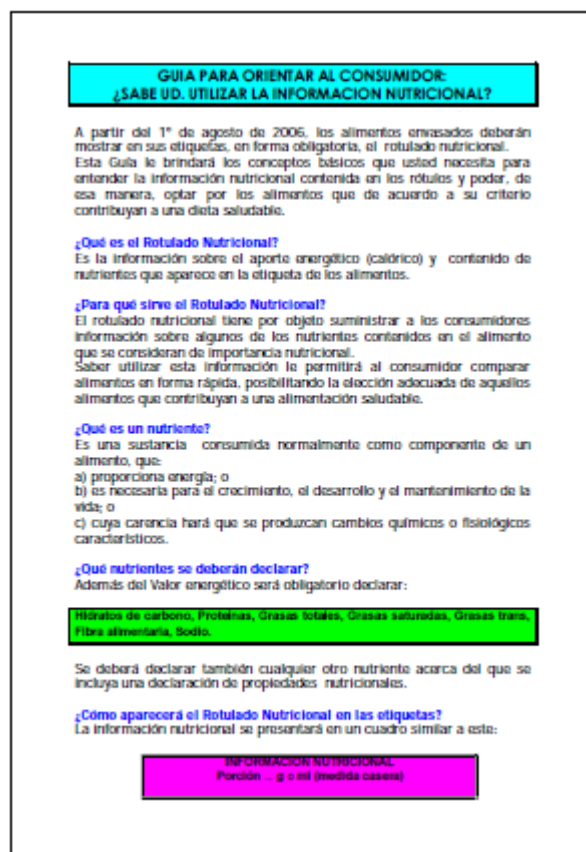 GUIA PARA ORIENTAR AL CONSUMIDOR:
¿SABE UD. UTILIZAR LA INFORMACION NUTRICIONAL?
A partir del 1° de agosto de 2006, los alimentos envasados deberán
mostrar en sus etiquetas, en forma obligatoria, el rotulado nutricional.
Esta Guía le brindará los conceptos básicos que usted necesita para
entender la información nutricional contenida en los rótulos y poder, de
esa manera, optar por los alimentos que de acuerdo a su criterio
contribuyan a una dieta saludable.
¿Qué es el Rotulado Nutricional?
Es la información sobre el aporte energético (calórico) y contenido de
nutrientes que aparece en la etiqueta de los alimentos.
¿Para qué sirve el Rotulado Nutricional?
El rotulado nutricional tiene por objeto suministrar a los consumidores
información sobre algunos de los nutrientes contenidos en el alimento
que se consideran de importancia nutricional.
Saber utilizar esta información le permitirá al consumidor comparar
alimentos en forma rápida, posibilitando la elección adecuada de aquellos
alimentos que contribuyan a una alimentación saludable.
¿Qué es un nutriente?
Es una sustancia consumida normalmente como componente de un
alimento, que:
a) proporciona energía; o
b) es necesaria para el crecimiento, el desarrollo y el mantenimiento de la
vida; o
c) cuya carencia hará que se produzcan cambios químicos o fisiológicos
característicos.
¿Qué nutrientes se deberán declarar?
Además del Valor energético será obligatorio declarar:
Hidratos de carbono, Proteínas, Grasas totales, Grasas saturadas, Grasas trans,
Fibra alimentaria, Sodio.
Se deberá declarar también cualquier otro nutriente acerca del que se
incluya una declaración de propiedades nutricionales.
¿Cómo aparecerá el Rotulado Nutricional en las etiquetas?
La información nutricional se presentará en un cuadro similar a este:
INFORMACION NUTRICIONAL
Porción ... g o ml (medida casera)